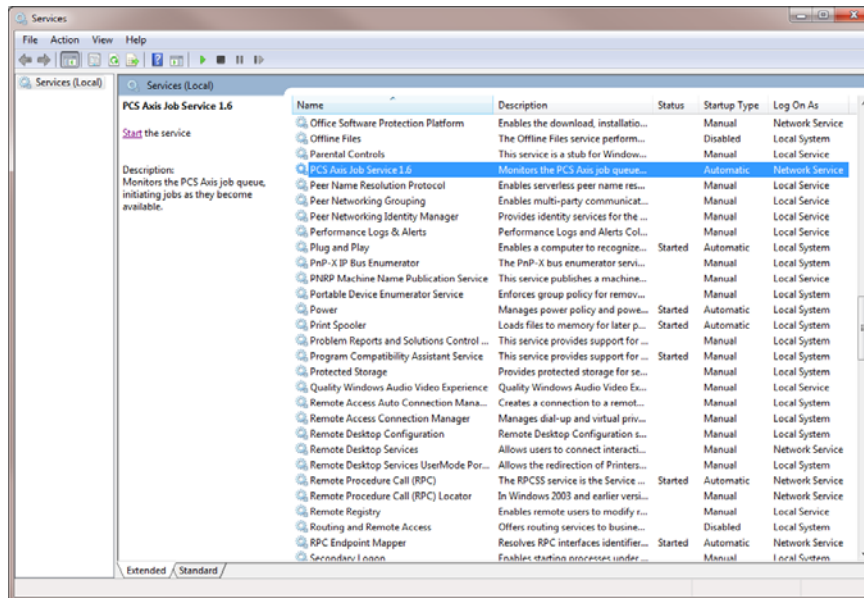 Services
File Action View Help
Services (Local)
Services (Local)
PCS Axis Job Service 1.6
Start the service
Description:
Monitors the PCS Axis job queue,
initiating jobs as they become
available.
Name Description Status Startup Type Log On As
Office Software Protection Platform Enables the download, installatio... Manual Network Service
Offline Files The Offline Files service perform... Disabled Local System
Parental Controls This service is a stub for Window... Manual Local Service
PCS Axis Job Service 1.6 Monitors the PCS Axis job queue... Automatic Network Service
Peer Name Resolution Protocol Enables serverless peer name res... Manual Local Service
Peer Networking Grouping Enables multi-party communicat... Manual Local Service
Peer Networking Identity Manager Provides identity services for the ... Manual Local Service
Performance Logs & Alerts Performance Logs and Alerts Col... Manual Local Service
Plug and Play Enables a computer to recognize... Started Automatic Local System
PnP-X IP Bus Enumerator The PnP-X bus enumerator servi... Manual Local System
PNRP Machine Name Publication Service This service publishes a machine... Manual Local Service
Portable Device Enumerator Service Enforces group policy for remov... Manual Local System
Power Manages power policy and powe... Started Automatic Local System
Print Spooler Loads files to memory for later p... Started Automatic Local System
Problem Reports and Solutions Control ... This service provides support for ... Manual Local System
Program Compatibility Assistant Service This service provides support for ... Started Manual Local System
Protected Storage Provides protected storage for se... Manual Local System
Quality Windows Audio Video Experience Quality Windows Audio Video Ex... Manual Local Service
Remote Access Auto Connection Mana... Creates a connection to a remot... Manual Local System
Remote Access Connection Manager Manages dial-up and virtual priv... Manual Local System
Remote Desktop Configuration Remote Desktop Configuration s... Manual Local System
Remote Desktop Services Allows users to connect interacti... Manual Network Service
Remote Desktop Services UserMode Por... Allows the redirection of Printers... Manual Local System
Remote Procedure Call (RPC) The RPCSS service is the Service ... Started Automatic Network Service
Remote Procedure Call (RPC) Locator In Windows 2003 and earlier versi... Manual Network Service
Remote Registry Enables remote users to modify r... Manual Local Service
Routing and Remote Access Offers routing services to busine... Disabled Local System
RPC Endpoint Mapper Resolves RPC interfaces identifier... Started Automatic Network Service
Secondary Logon Enables starting processes under ... Manual Local System
Extended Standard